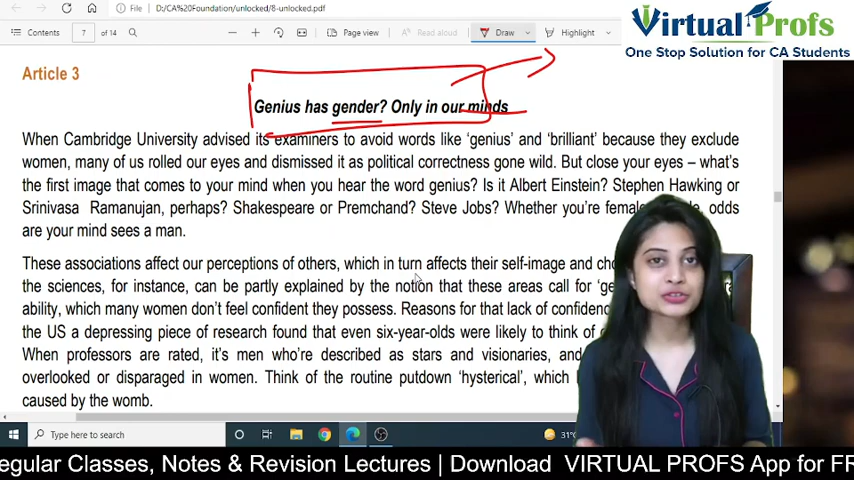 File
D:/CA%20Foundation/unlocked/8-unlocked.pdf
Virtual Profs
One Stop Solution for CA Students
Contents
7
of 14
Page view
Read aloud
Draw
Highlight
Article 3
Genius has gender? Only in our minds
When Cambridge University advised its examiners to avoid words like ‘genius’ and ‘brilliant’ because they exclude
women, many of us rolled our eyes and dismissed it as political correctness gone wild. But close your eyes – what’s
the first image that comes to your mind when you hear the word genius? Is it Albert Einstein? Stephen Hawking or
Srinivasa Ramanujan, perhaps? Shakespeare or Premchand? Steve Jobs? Whether you’re odds
are your mind sees a man.
These associations affect our perceptions of others, which in turn affects their self-image and
the sciences, for instance, can be partly explained by the notion that these areas call for
ability, which many women don’t feel confident they possess. Reasons for that lack of
the US a depressing piece of research found that even six-year-olds were likely to think of
When professors are rated, it’s men who’re described as stars and visionaries,
overlooked or disparaged in women. Think of the routine putdown ‘hysterical’, which
caused by the womb.
Type here to search
31°
egular Classes, Notes & Revision Lectures | Download VIRTUAL PROFS App for FR